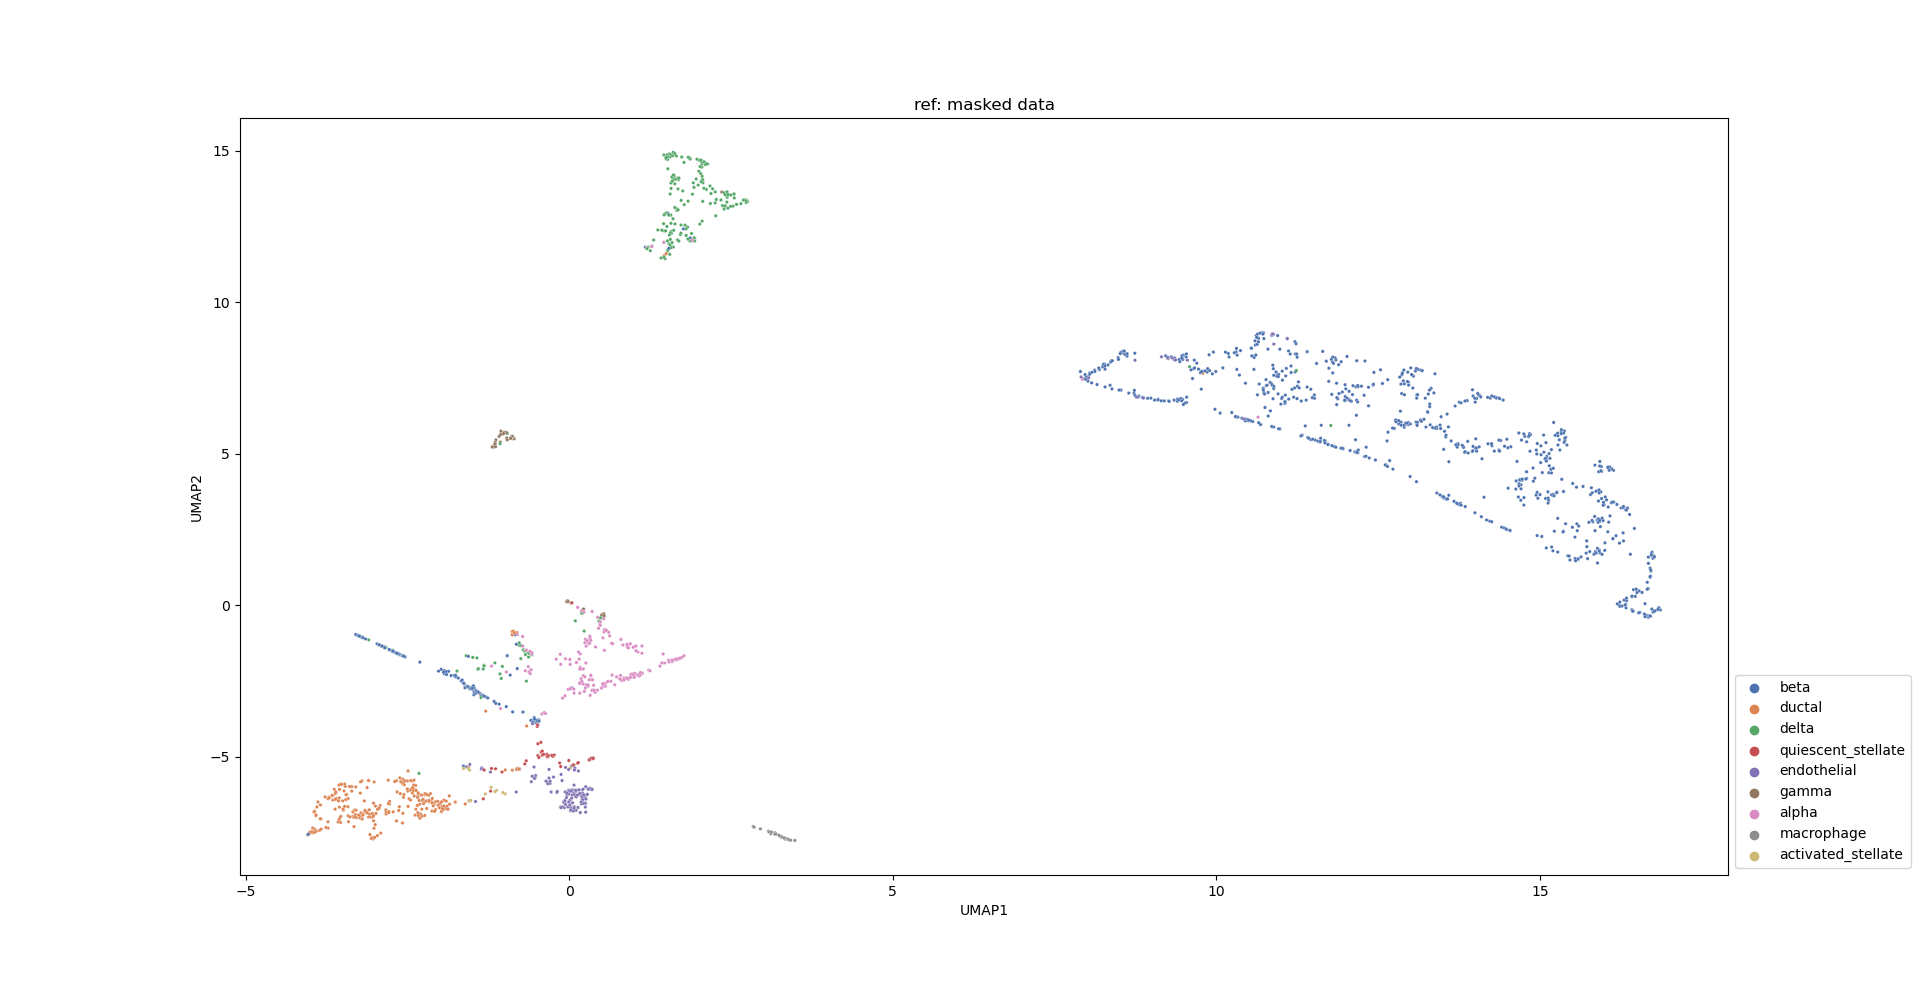 ref: masked data
15
10
5
0
−5
UMAP2
−5
0
5
10
15
UMAP1
beta
ductal
delta
quiescent_stellate
endothelial
gamma
alpha
macrophage
activated_stellate